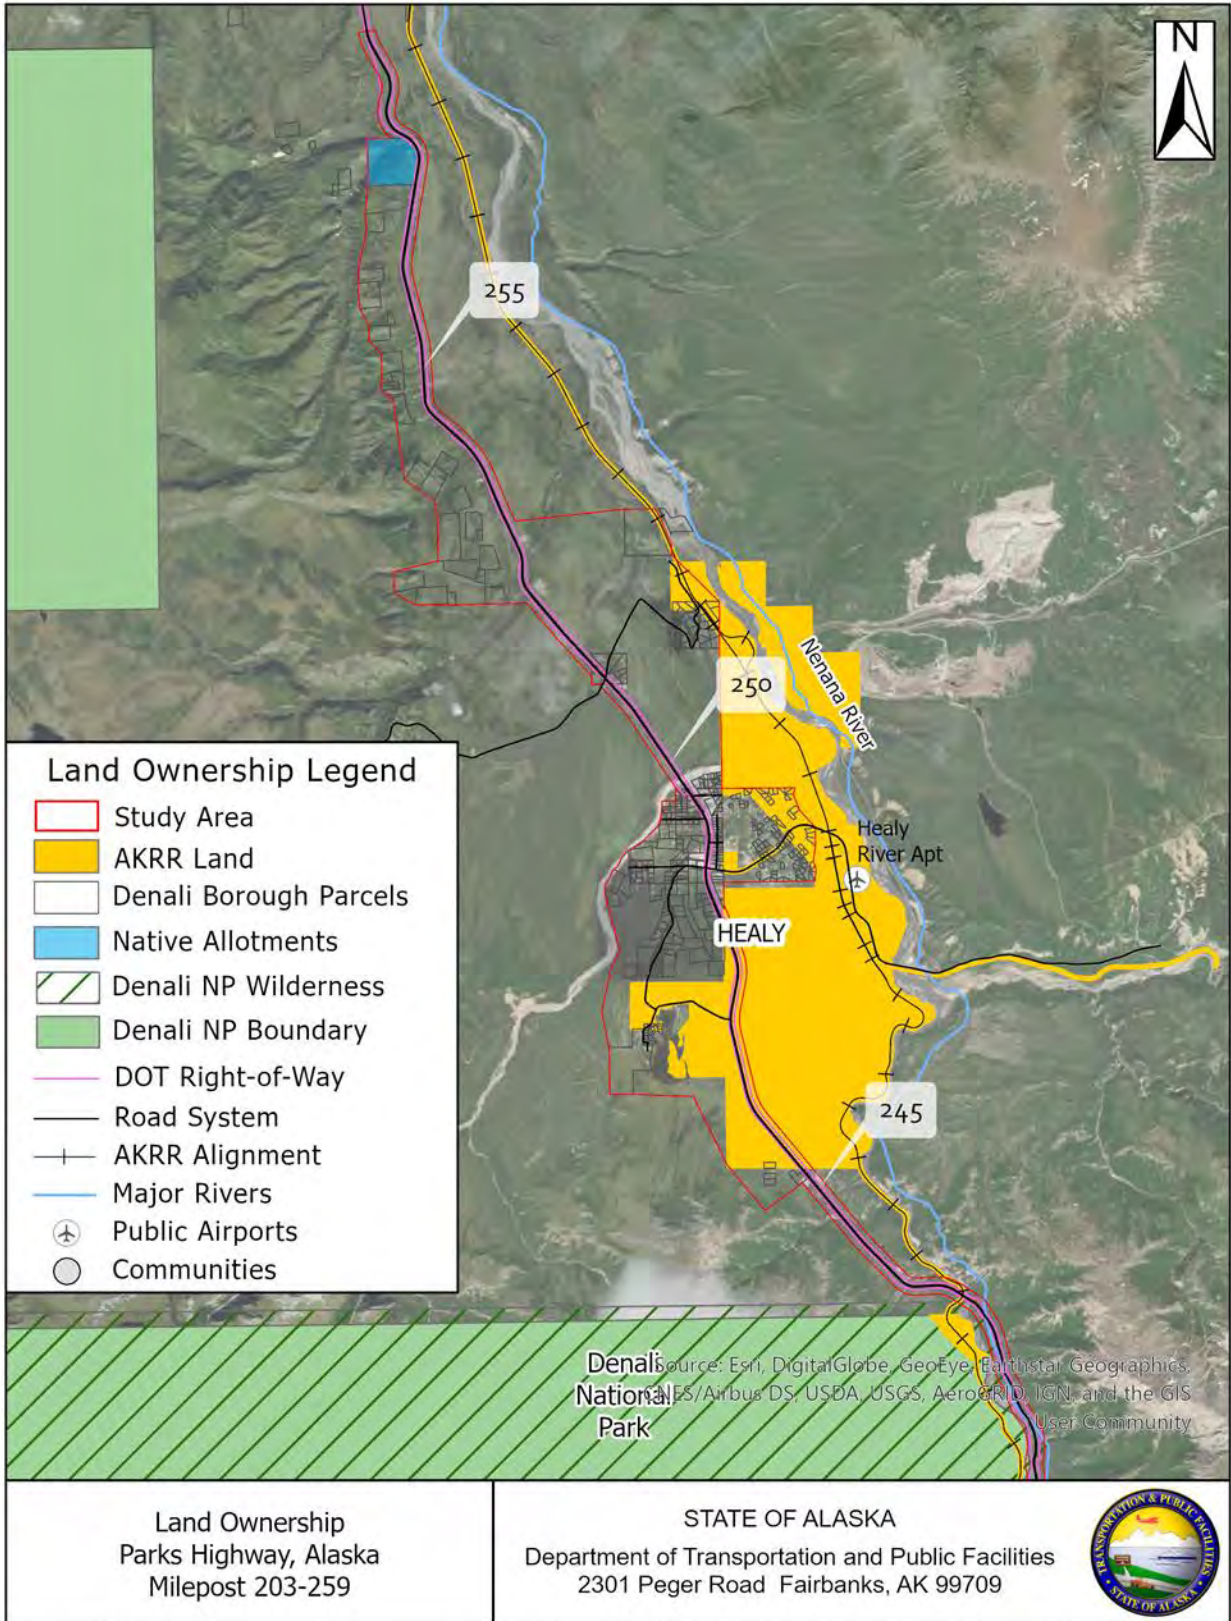 N
255
250
Nenana River
Healy
River Apt
HEALY
245
Land Ownership Legend
Study Area
AKRR Land
Denali Borough Parcels
Native Allotments
Denali NP Wilderness
Denali NP Boundary
DOT Right-of-Way
Road System
AKRR Alignment
Major Rivers
Public Airports
Communities
Denali
National
Park
Source: Esri, DigitalGlobe, GeoEye, Earthstar Geographics,
CNES/Airbus DS, USDA, USGS, AeroGRID, IGN, and the GIS
User Community
Land Ownership
Parks Highway, Alaska
Milepost 203-259
STATE OF ALASKA
Department of Transportation and Public Facilities
2301 Peger Road Fairbanks, AK 99709
TRANSPORTATION & PUBLIC FACILITIES
STATE OF ALASKA